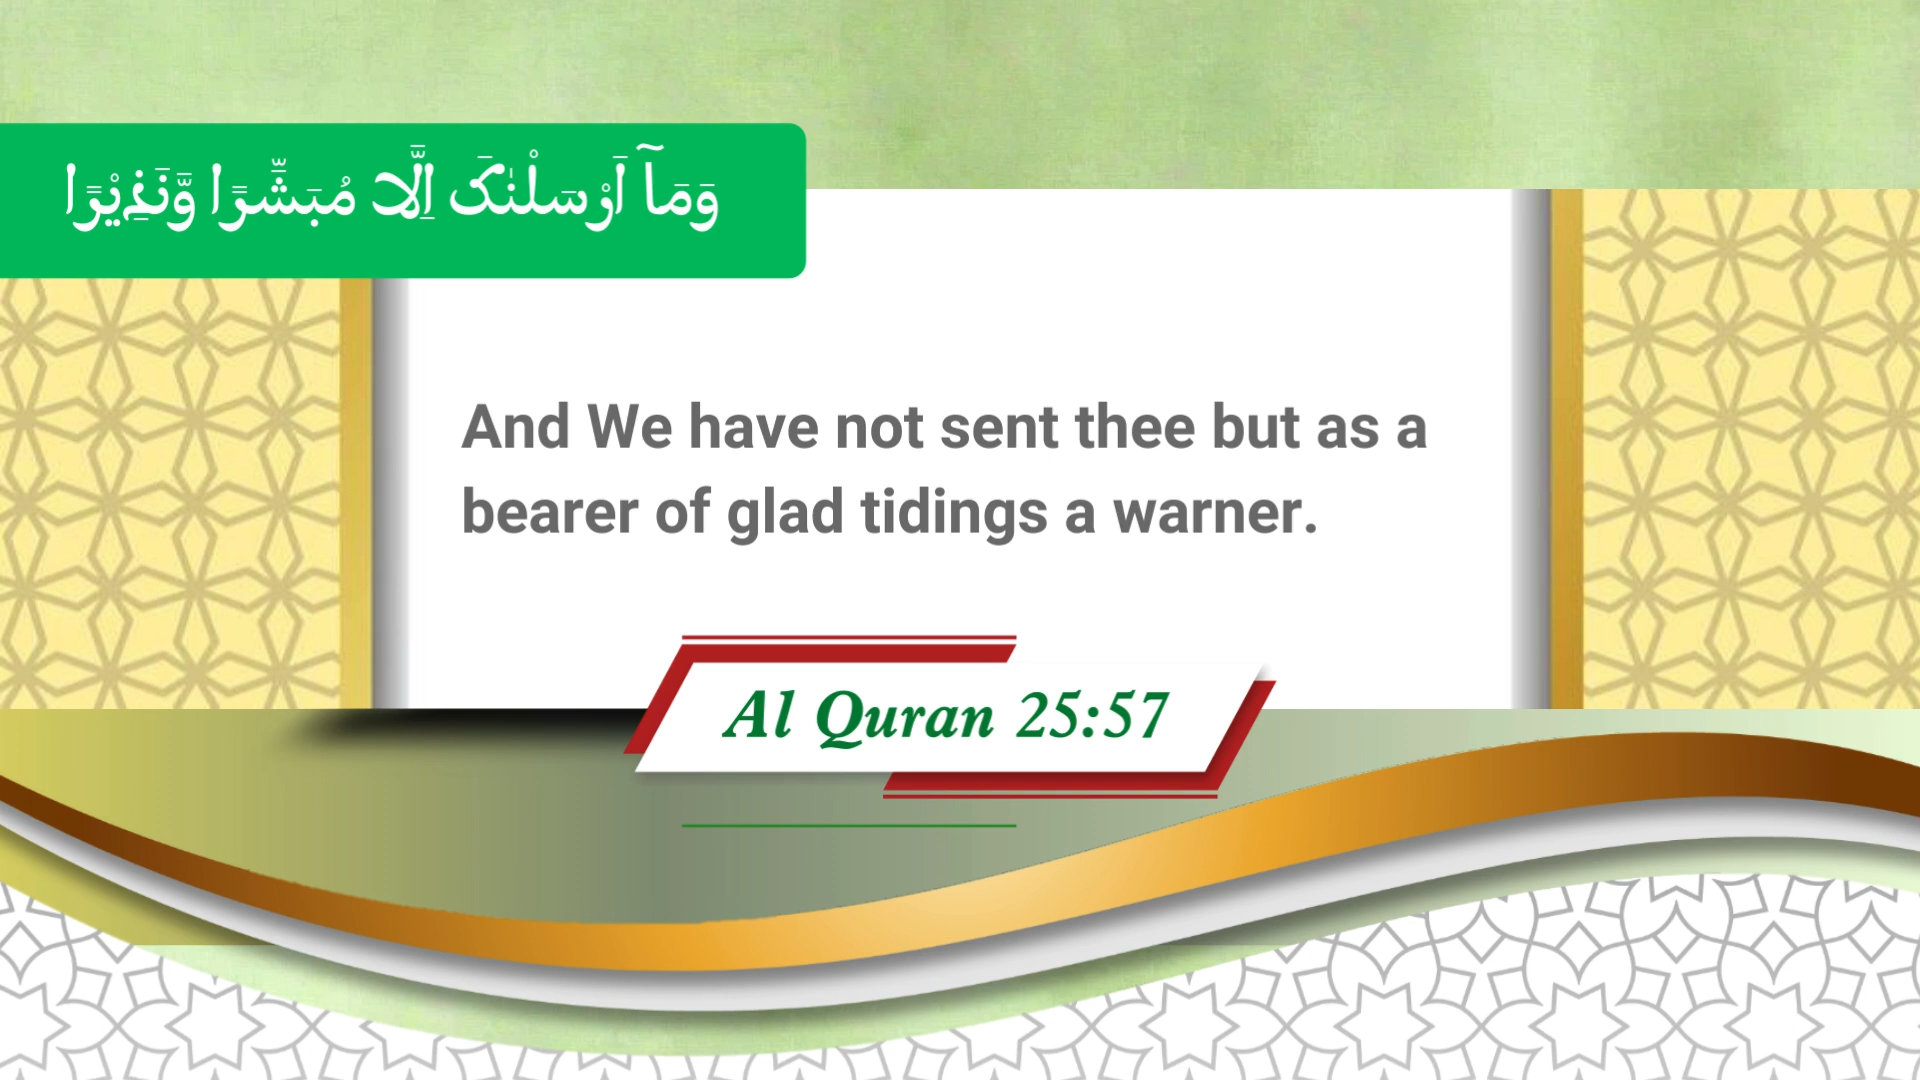 وَمَآ اَرْسَلْنٰکَ اِلَّا مُبَشِّرًا وَّنَذِیْرًا
And We have not sent thee but as a
bearer of glad tidings a warner.
Al Quran 25:57